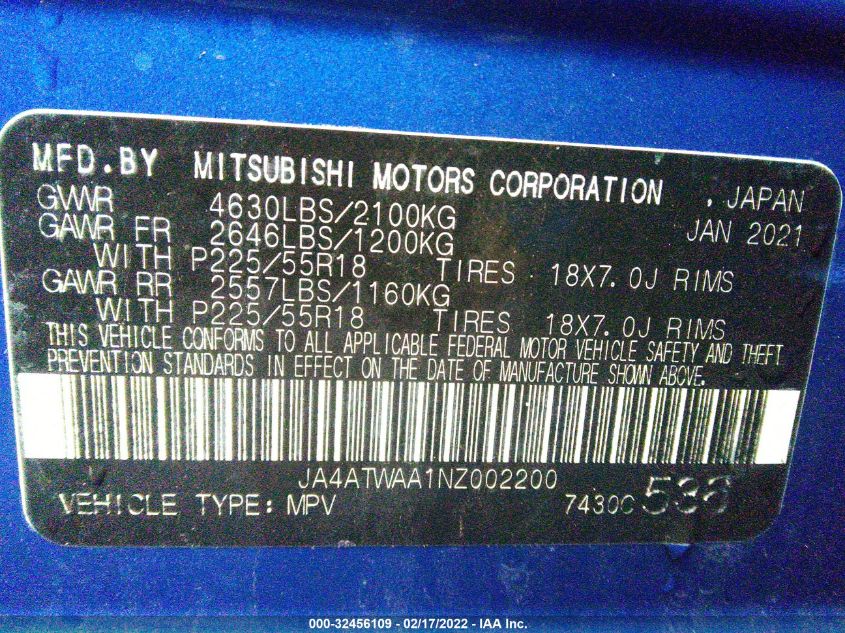 MFD.BY MITSUBISHI MOTORS CORPORATION , JAPAN
GVWR 4630LBS/2100KG JAN 2021
GAWR FR 2646LBS/1200KG
WITH P225/55R18 TIRES 18X7.0J RIMS
GAWR RR 2557LBS/1160KG
WITH P225/55R18 TIRES 18X7.0J RIMS
THIS VEHICLE CONFORMS TO ALL APPLICABLE FEDERAL MOTOR VEHICLE SAFETY AND THEFT
PREVENTION STANDARDS IN EFFECT ON THE DATE OF MANUFACTURE SHOWN ABOVE.
JA4ATWAA1NZ002200
VEHICLE TYPE: MPV 7430C
000-32456109 - 02/17/2022 - IAA Inc.